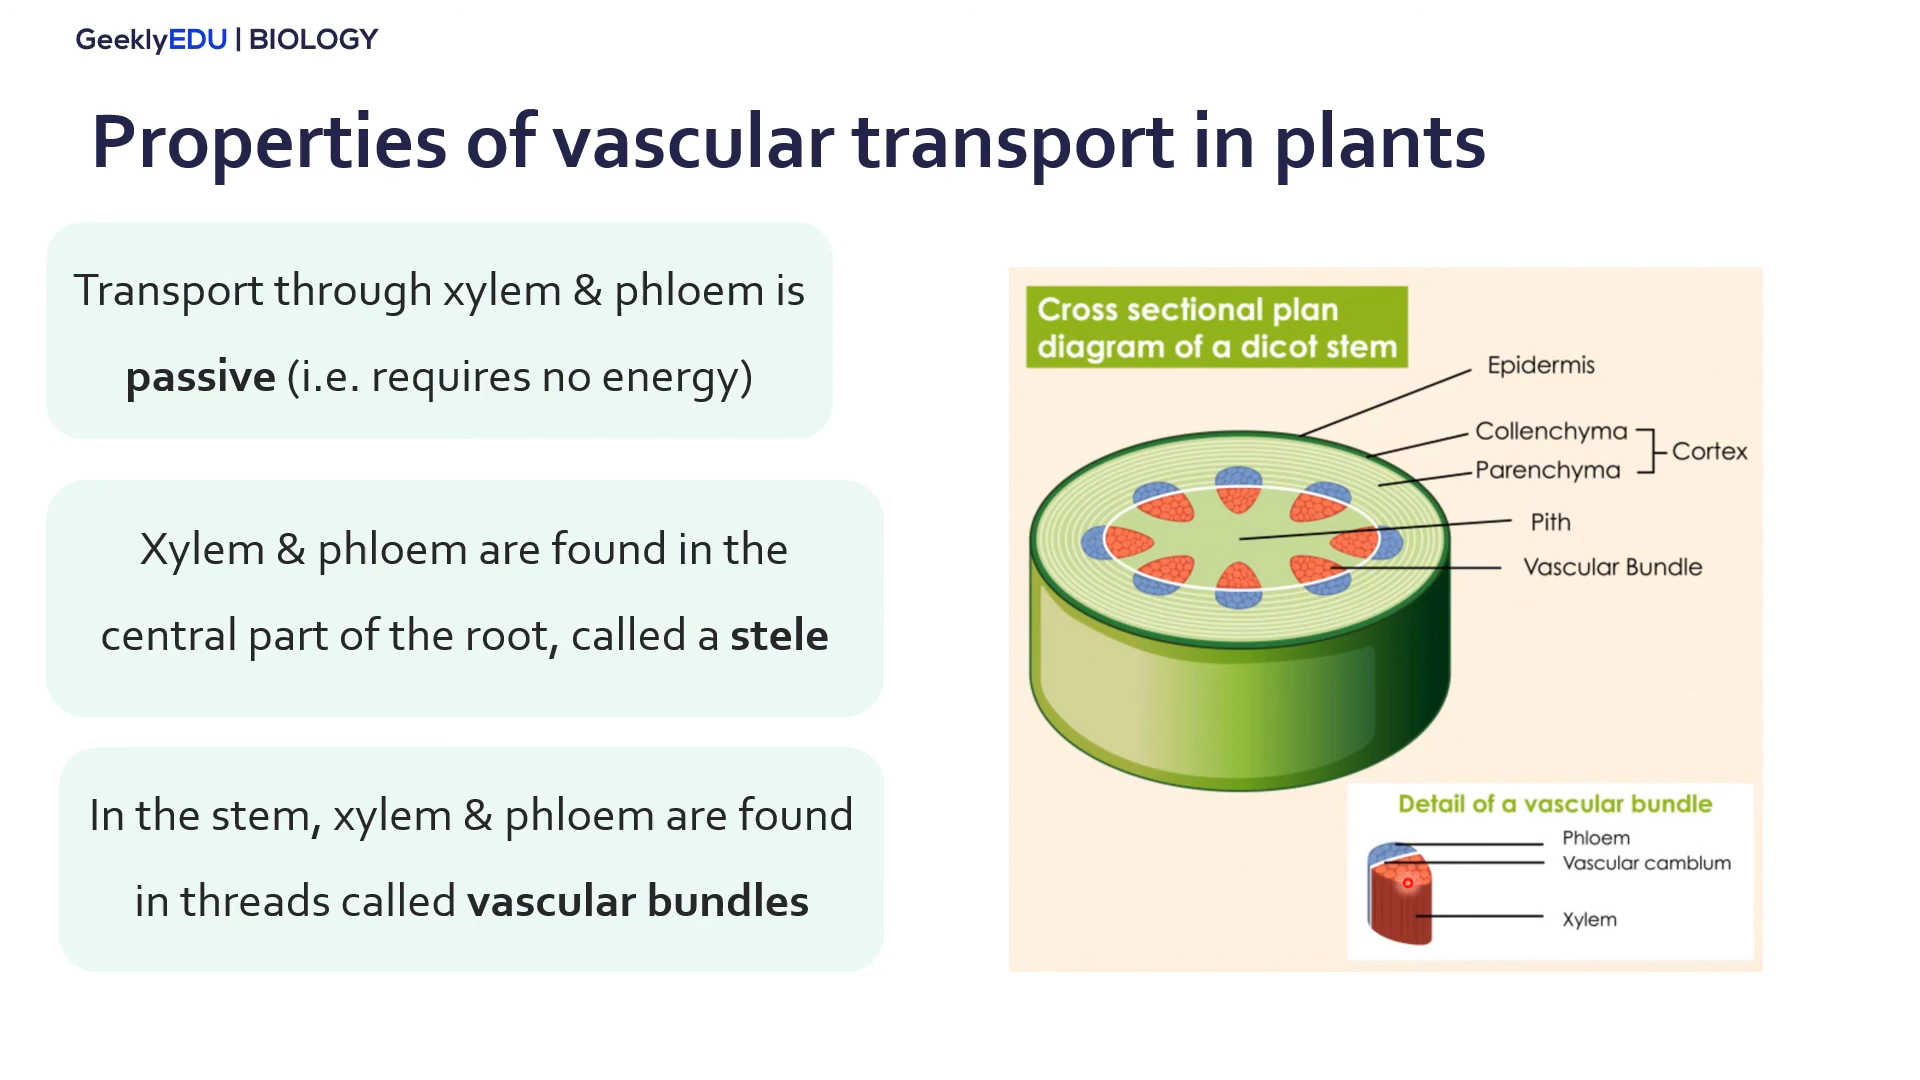 GeeklyEDU | BIOLOGY
Properties of vascular transport in plants
Transport through xylem & phloem is
passive (i.e. requires no energy)
Xylem & phloem are found in the
central part of the root, called a stele
In the stem, xylem & phloem are found
in threads called vascular bundles
Cross sectional plan
diagram of a dicot stem
Epidermis
Collenchyma
Cortex
Parenchyma
Pith
Vascular Bundle
Detail of a vascular bundle
Phloem
Vascular camblum
Xylem